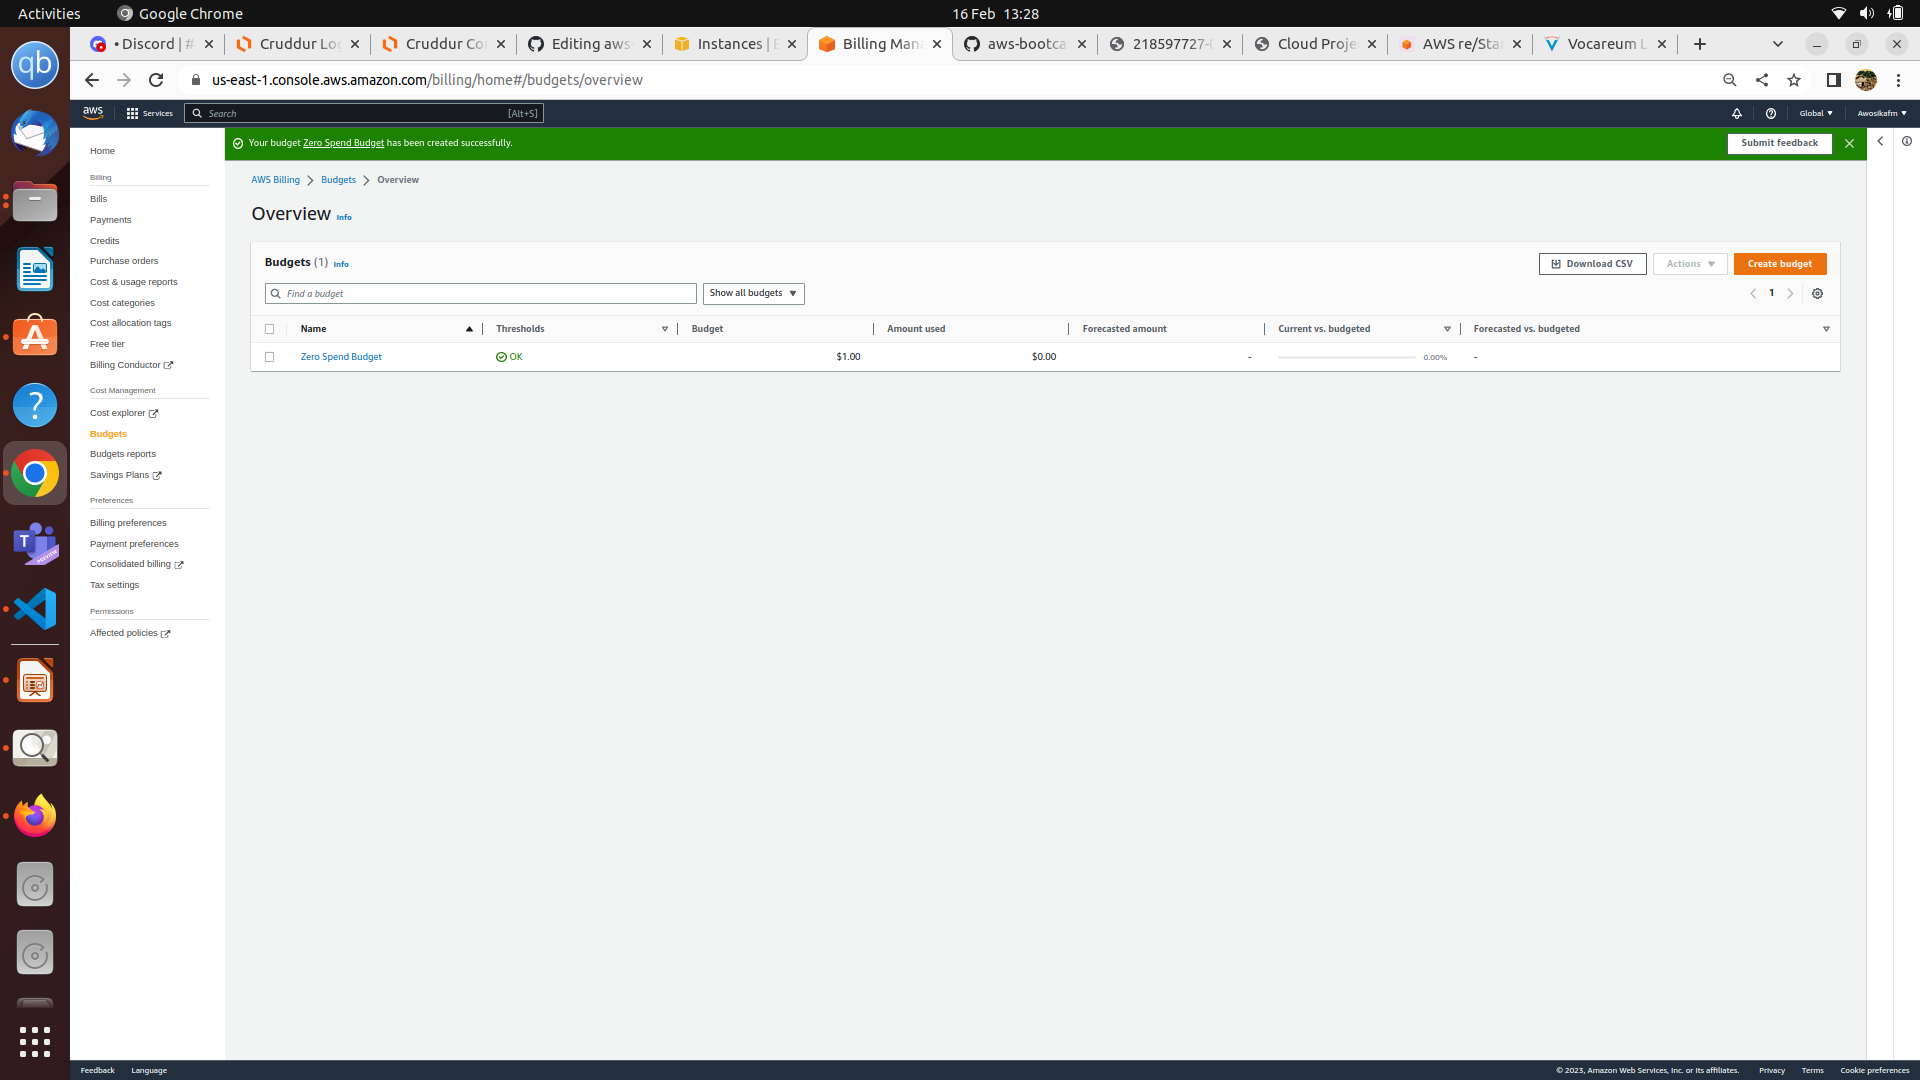 Activities Google Chrome 16 Feb 13:28
• Discord | # Cruddur Lo Cruddur Co Editing aws- Instances | E Billing Man aws-bootca 218597727- Cloud Proje AWS re/Star Vocareum L
us-east-1.console.aws.amazon.com/billing/home#/budgets/overview
aws Services Search [Alt+S] Global Awosikafm
Home
Billing
Bills
Payments
Credits
Purchase orders
Cost & usage reports
Cost categories
Cost allocation tags
Free tier
Billing Conductor
Cost Management
Cost explorer
Budgets
Budgets reports
Savings Plans
Preferences
Billing preferences
Payment preferences
Consolidated billing
Tax settings
Permissions
Affected policies
Your budget Zero Spend Budget has been created successfully. Submit feedback
AWS Billing Budgets Overview
Overview Info
Budgets (1) Info Download CSV Actions Create budget
Find a budget Show all budgets 1
Name Thresholds Budget Amount used Forecasted amount Current vs. budgeted Forecasted vs. budgeted
Zero Spend Budget OK $1.00 $0.00 - 0.00% -
Feedback Language © 2023, Amazon Web Services, Inc. or its affiliates. Privacy Terms Cookie preferences